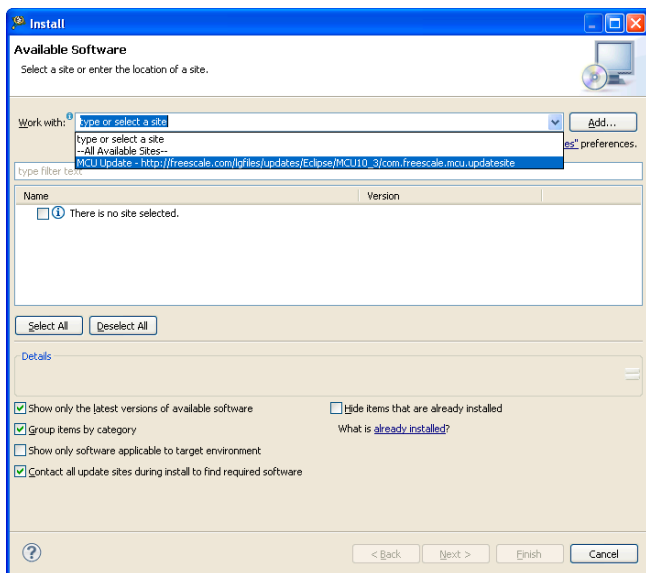 Install
Available Software
Select a site or enter the location of a site.
Work with: type or select a site Add...
type or select a site
--All Available Sites--
es" preferences.
MCU Update - http://freescale.com/lgfiles/updates/Eclipse/MCU10_3/com.freescale.mcu.updatesite
type filter text
Name Version
There is no site selected.
Select All Deselect All
Details
Show only the latest versions of available software Hide items that are already installed
Group items by category What is already installed?
Show only software applicable to target environment
Contact all update sites during install to find required software
< Back Next > Finish Cancel